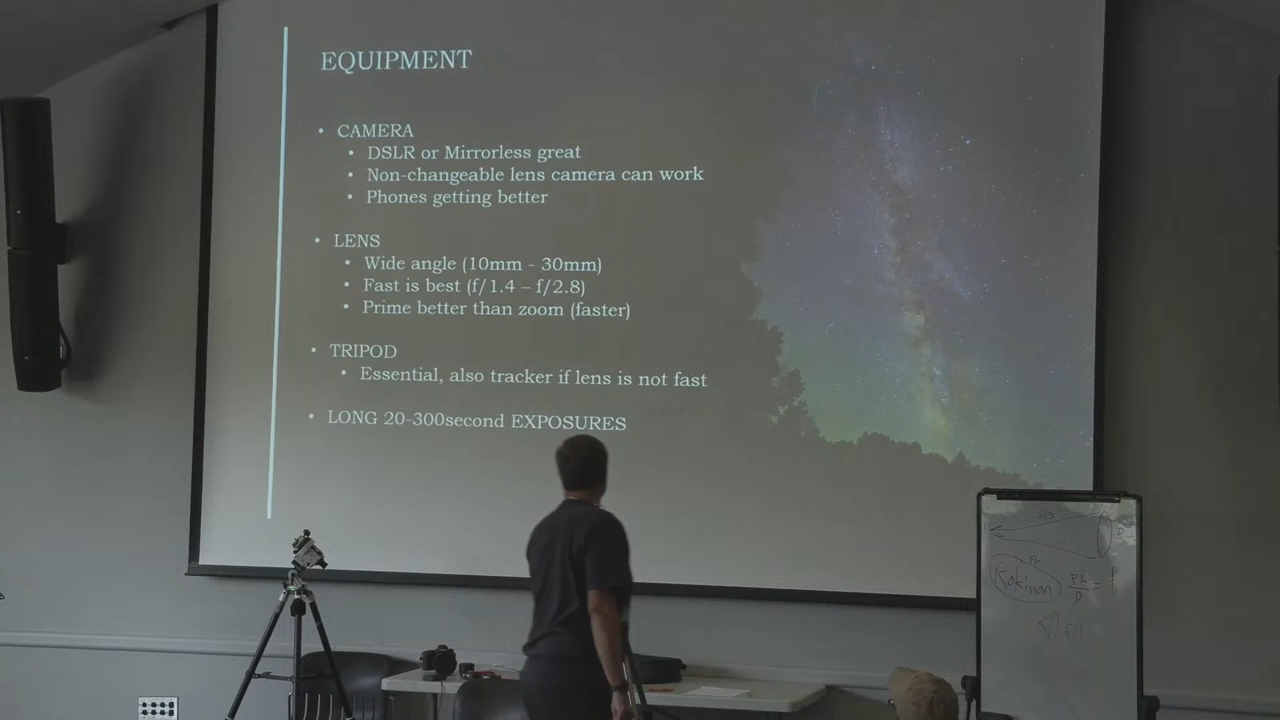 EQUIPMENT
• CAMERA
• DSLR or Mirrorless great
• Non-changeable lens camera can work
• Phones getting better
• LENS
• Wide angle (10mm - 30mm)
• Fast is best (f/1.4 – f/2.8)
• Prime better than zoom (faster)
• TRIPOD
• Essential, also tracker if lens is not fast
• LONG 20-300second EXPOSURES
Rokinon
f/1